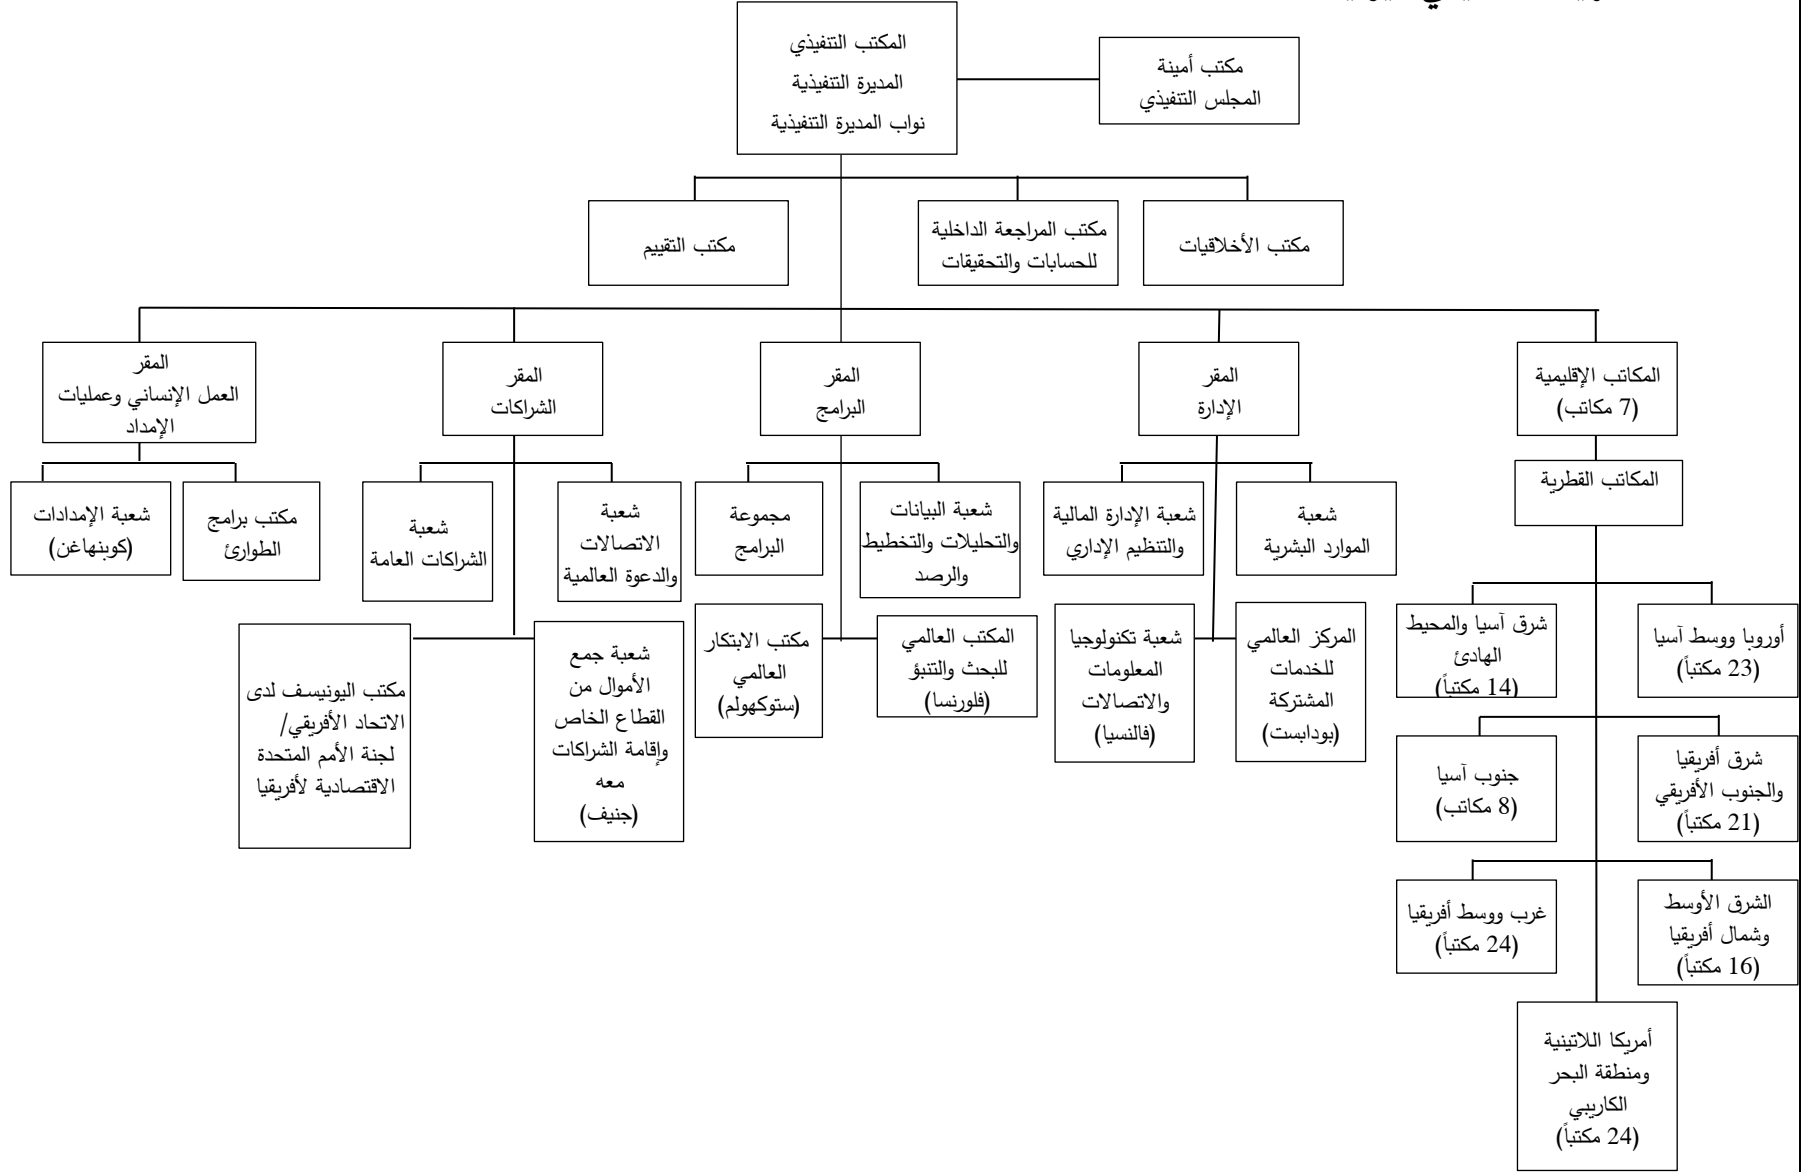 المكتب التنفيذي
المديرة التنفيذية
نواب المديرة التنفيذية
مكتب أمينة
المجلس التنفيذي
مكتب الأخلاقيات
مكتب المراجعة الداخلية
للحسابات والتحقيقات
مكتب التقييم
المكاتب الإقليمية
(7 مكاتب)
المقر
الإدارة
المقر
البرامج
المقر
الشراكات
المقر
العمل الإنساني وعمليات
الإمداد
المكاتب القطرية
شعبة
الموارد البشرية
شعبة الإدارة المالية
والتنظيم الإداري
شعبة البيانات
والتحليلات والتخطيط
والرصد
مجموعة
البرامج
شعبة
الاتصالات
والدعوة العالمية
شعبة
الشراكات العامة
مكتب برامج
الطوارئ
شعبة الإمدادات
(كوبنهاغن)
المركز العالمي
للخدمات
المشتركة
(بودابست)
شعبة تكنولوجيا
المعلومات
والاتصالات
(فالنسيا)
المكتب العالمي
للبحث والتنبؤ
(فلورنسا)
مكتب الابتكار
العالمي
(ستوكهولم)
شعبة جمع
الأموال من
القطاع الخاص
وإقامة الشراكات
معه
(جنيف)
مكتب اليونيسف لدى
الاتحاد الأفريقي/
لجنة الأمم المتحدة
الاقتصادية لأفريقيا
أوروبا ووسط آسيا
(23 مكتباً)
شرق آسيا والمحيط
الهادئ
(14 مكتباً)
شرق أفريقيا
والجنوب الأفريقي
(21 مكتباً)
جنوب آسيا
(8 مكاتب)
الشرق الأوسط
وشمال أفريقيا
(16 مكتباً)
غرب ووسط أفريقيا
(24 مكتباً)
أمريكا اللاتينية
ومنطقة البحر
الكاريبي
(24 مكتباً)